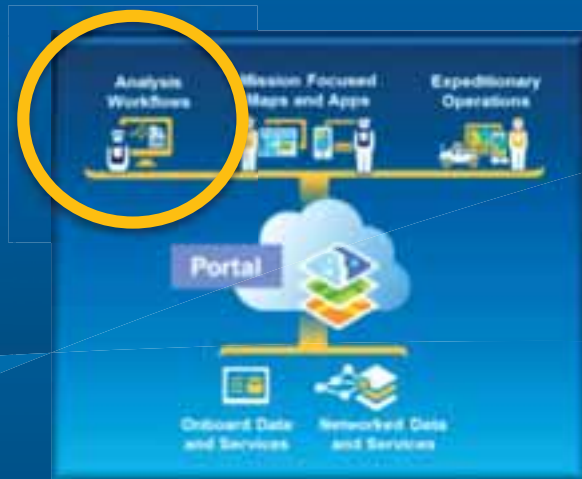 Analysis
Workflows
Mission Focused
Maps and Apps
Expeditionary
Operations
Portal
Onboard Data
and Services
Networked Data
and Services